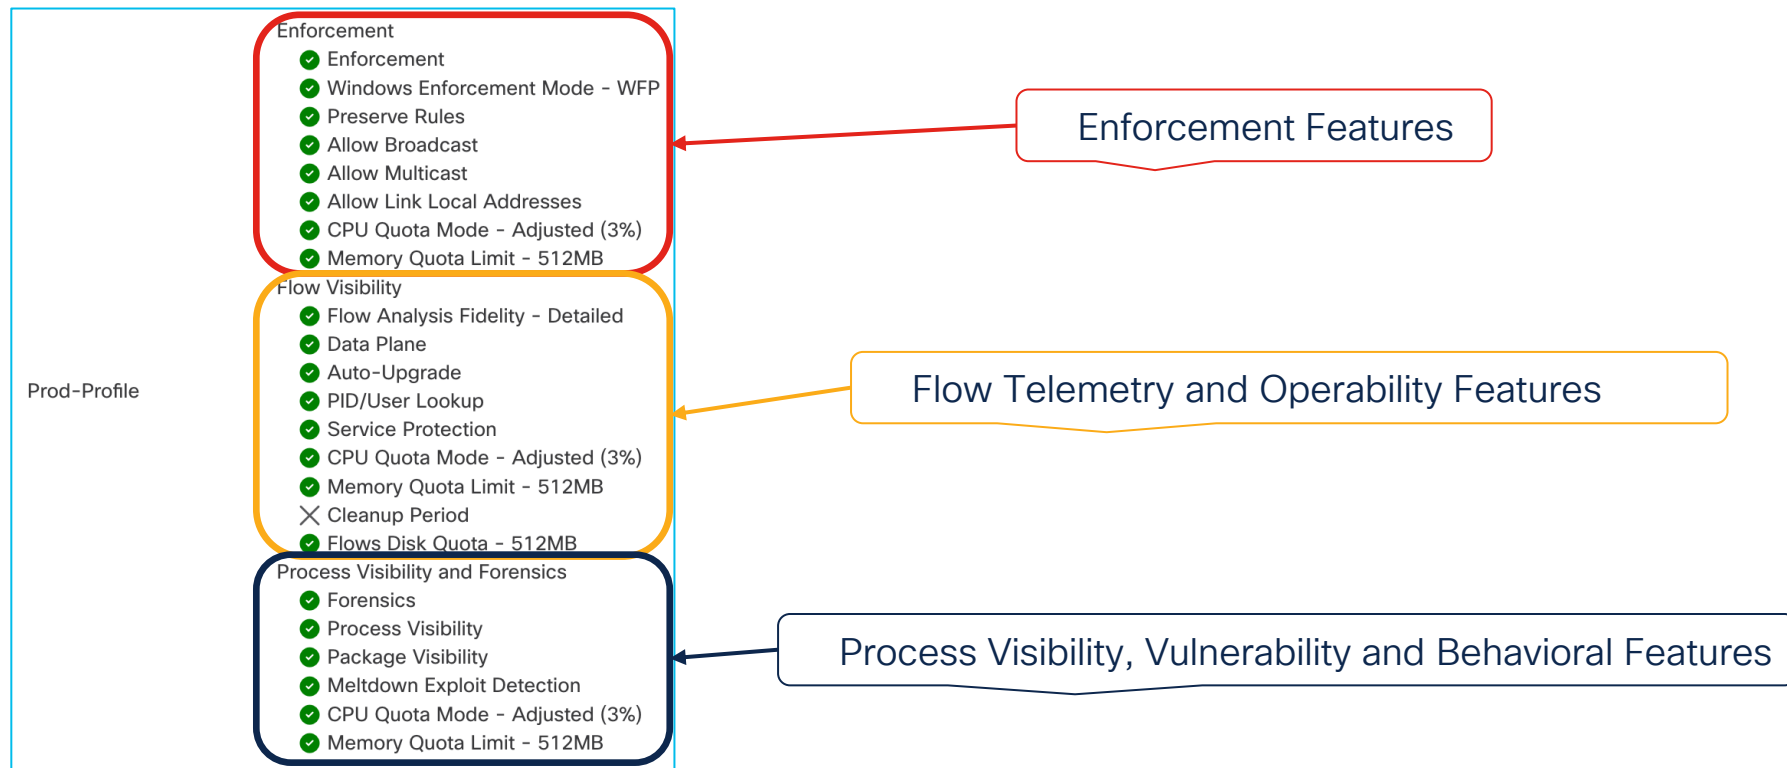 Prod-Profile
Enforcement
Enforcement
Windows Enforcement Mode - WFP
Preserve Rules
Allow Broadcast
Allow Multicast
Allow Link Local Addresses
CPU Quota Mode - Adjusted (3%)
Memory Quota Limit - 512MB
Flow Visibility
Flow Analysis Fidelity - Detailed
Data Plane
Auto-Upgrade
PID/User Lookup
Service Protection
CPU Quota Mode - Adjusted (3%)
Memory Quota Limit - 512MB
Cleanup Period
Flows Disk Quota - 512MB
Process Visibility and Forensics
Forensics
Process Visibility
Package Visibility
Meltdown Exploit Detection
CPU Quota Mode - Adjusted (3%)
Memory Quota Limit - 512MB
Enforcement Features
Flow Telemetry and Operability Features
Process Visibility, Vulnerability and Behavioral Features